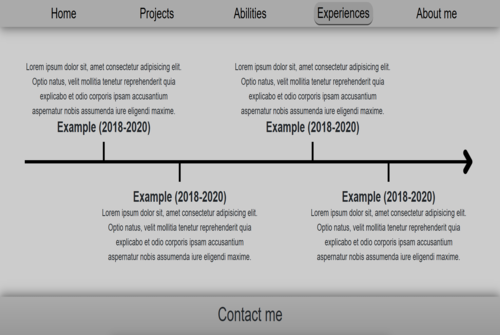 Home Projects Abilities Experiences About me
Lorem ipsum dolor sit, amet consectetur adipisicing elit.
Optio natus, velit mollitia tenetur reprehenderit quia
explicabo et odio corporis ipsam accusantium
aspernatur nobis assumenda iure eligendi maxime.
Example (2018-2020)
Lorem ipsum dolor sit, amet consectetur adipisicing elit.
Optio natus, velit mollitia tenetur reprehenderit quia
explicabo et odio corporis ipsam accusantium
aspernatur nobis assumenda iure eligendi maxime.
Example (2018-2020)
Example (2018-2020)
Lorem ipsum dolor sit, amet consectetur adipisicing elit.
Optio natus, velit mollitia tenetur reprehenderit quia
explicabo et odio corporis ipsam accusantium
aspernatur nobis assumenda iure eligendi maxime.
Example (2018-2020)
Lorem ipsum dolor sit, amet consectetur adipisicing elit.
Optio natus, velit mollitia tenetur reprehenderit quia
explicabo et odio corporis ipsam accusantium
aspernatur nobis assumenda iure eligendi maxime.
Contact me